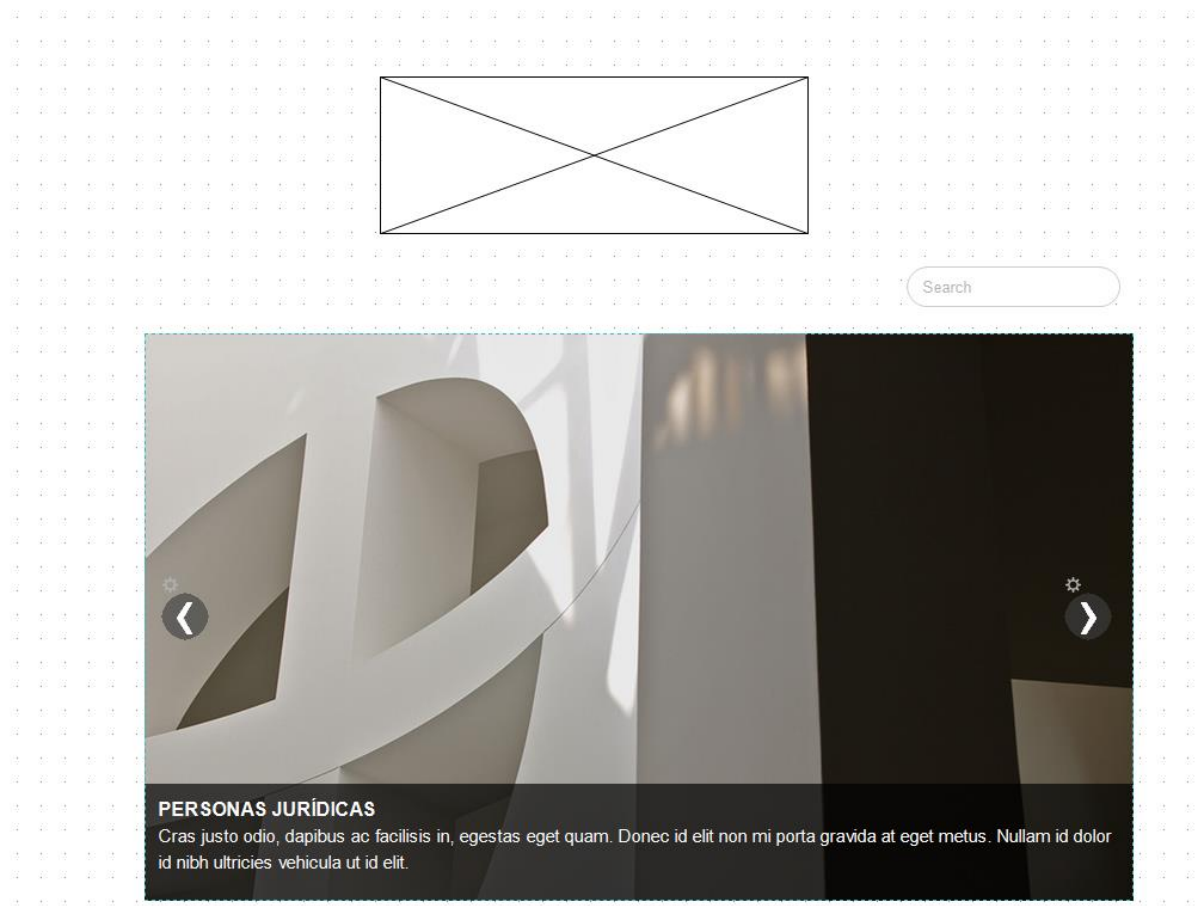 Search
PERSONAS JURÍDICAS
Cras justo odio, dapibus ac facilisis in, egestas eget quam. Donec id elit non mi porta gravida at eget metus. Nullam id dolor
id nibh ultricies vehicula ut id elit.